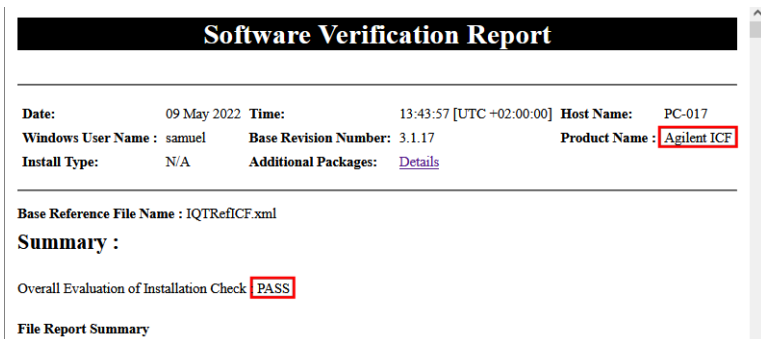 Software Verification Report
Date: 09 May 2022 Time: 13:43:57 [UTC +02:00:00] Host Name: PC-017
Windows User Name : samuel Base Revision Number: 3.1.17 Product Name : Agilent ICF
Install Type: N/A Additional Packages: Details
Base Reference File Name : IQTRefICF.xml
Summary :
Overall Evaluation of Installation Check : PASS
File Report Summary